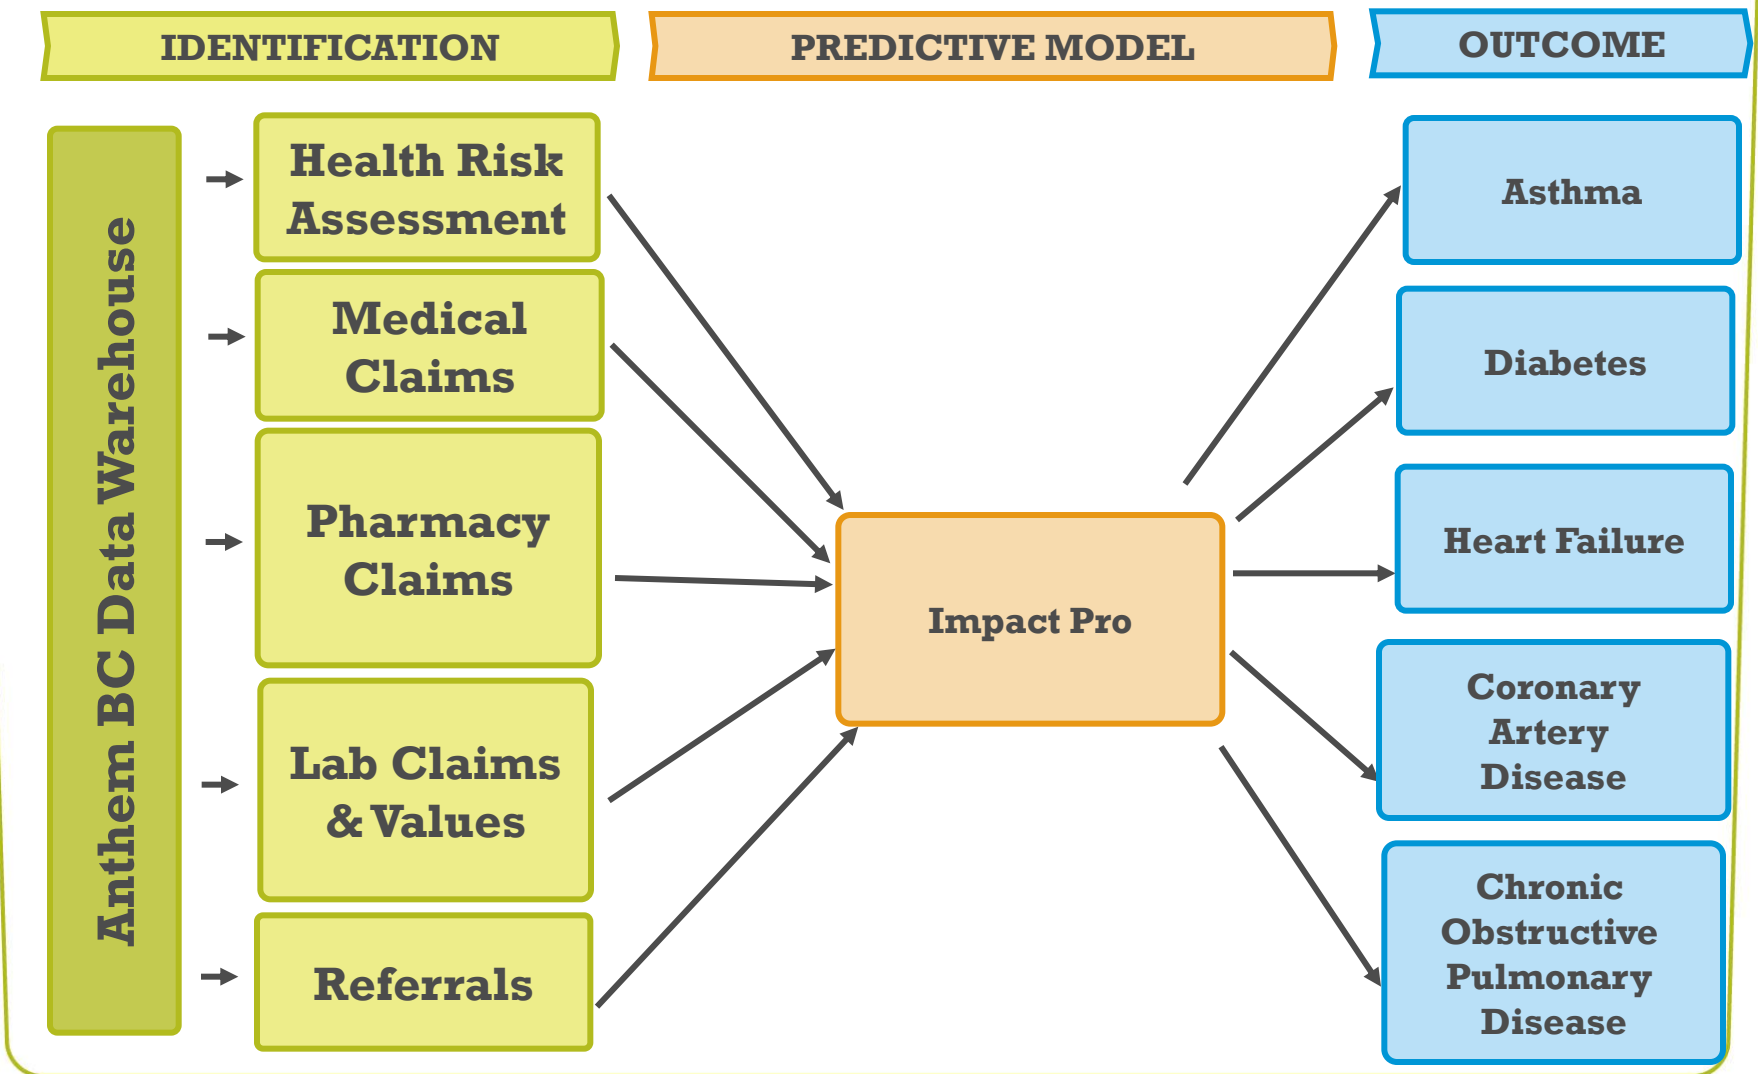 IDENTIFICATION
PREDICTIVE MODEL
OUTCOME
Anthem BC Data Warehouse
Health Risk
Assessment
Medical
Claims
Pharmacy
Claims
Lab Claims
& Values
Referrals
Impact Pro
Asthma
Diabetes
Heart Failure
Coronary
Artery
Disease
Chronic
Obstructive
Pulmonary
Disease